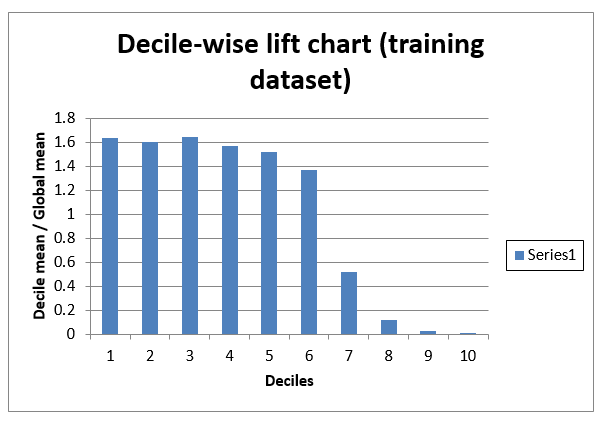 Decile-wise lift chart (training
dataset)
Decile mean / Global mean
1.8
1.6
1.4
1.2
1
0.8
0.6
0.4
0.2
0
1 2 3 4 5 6 7 8 9 10
Deciles
Series1